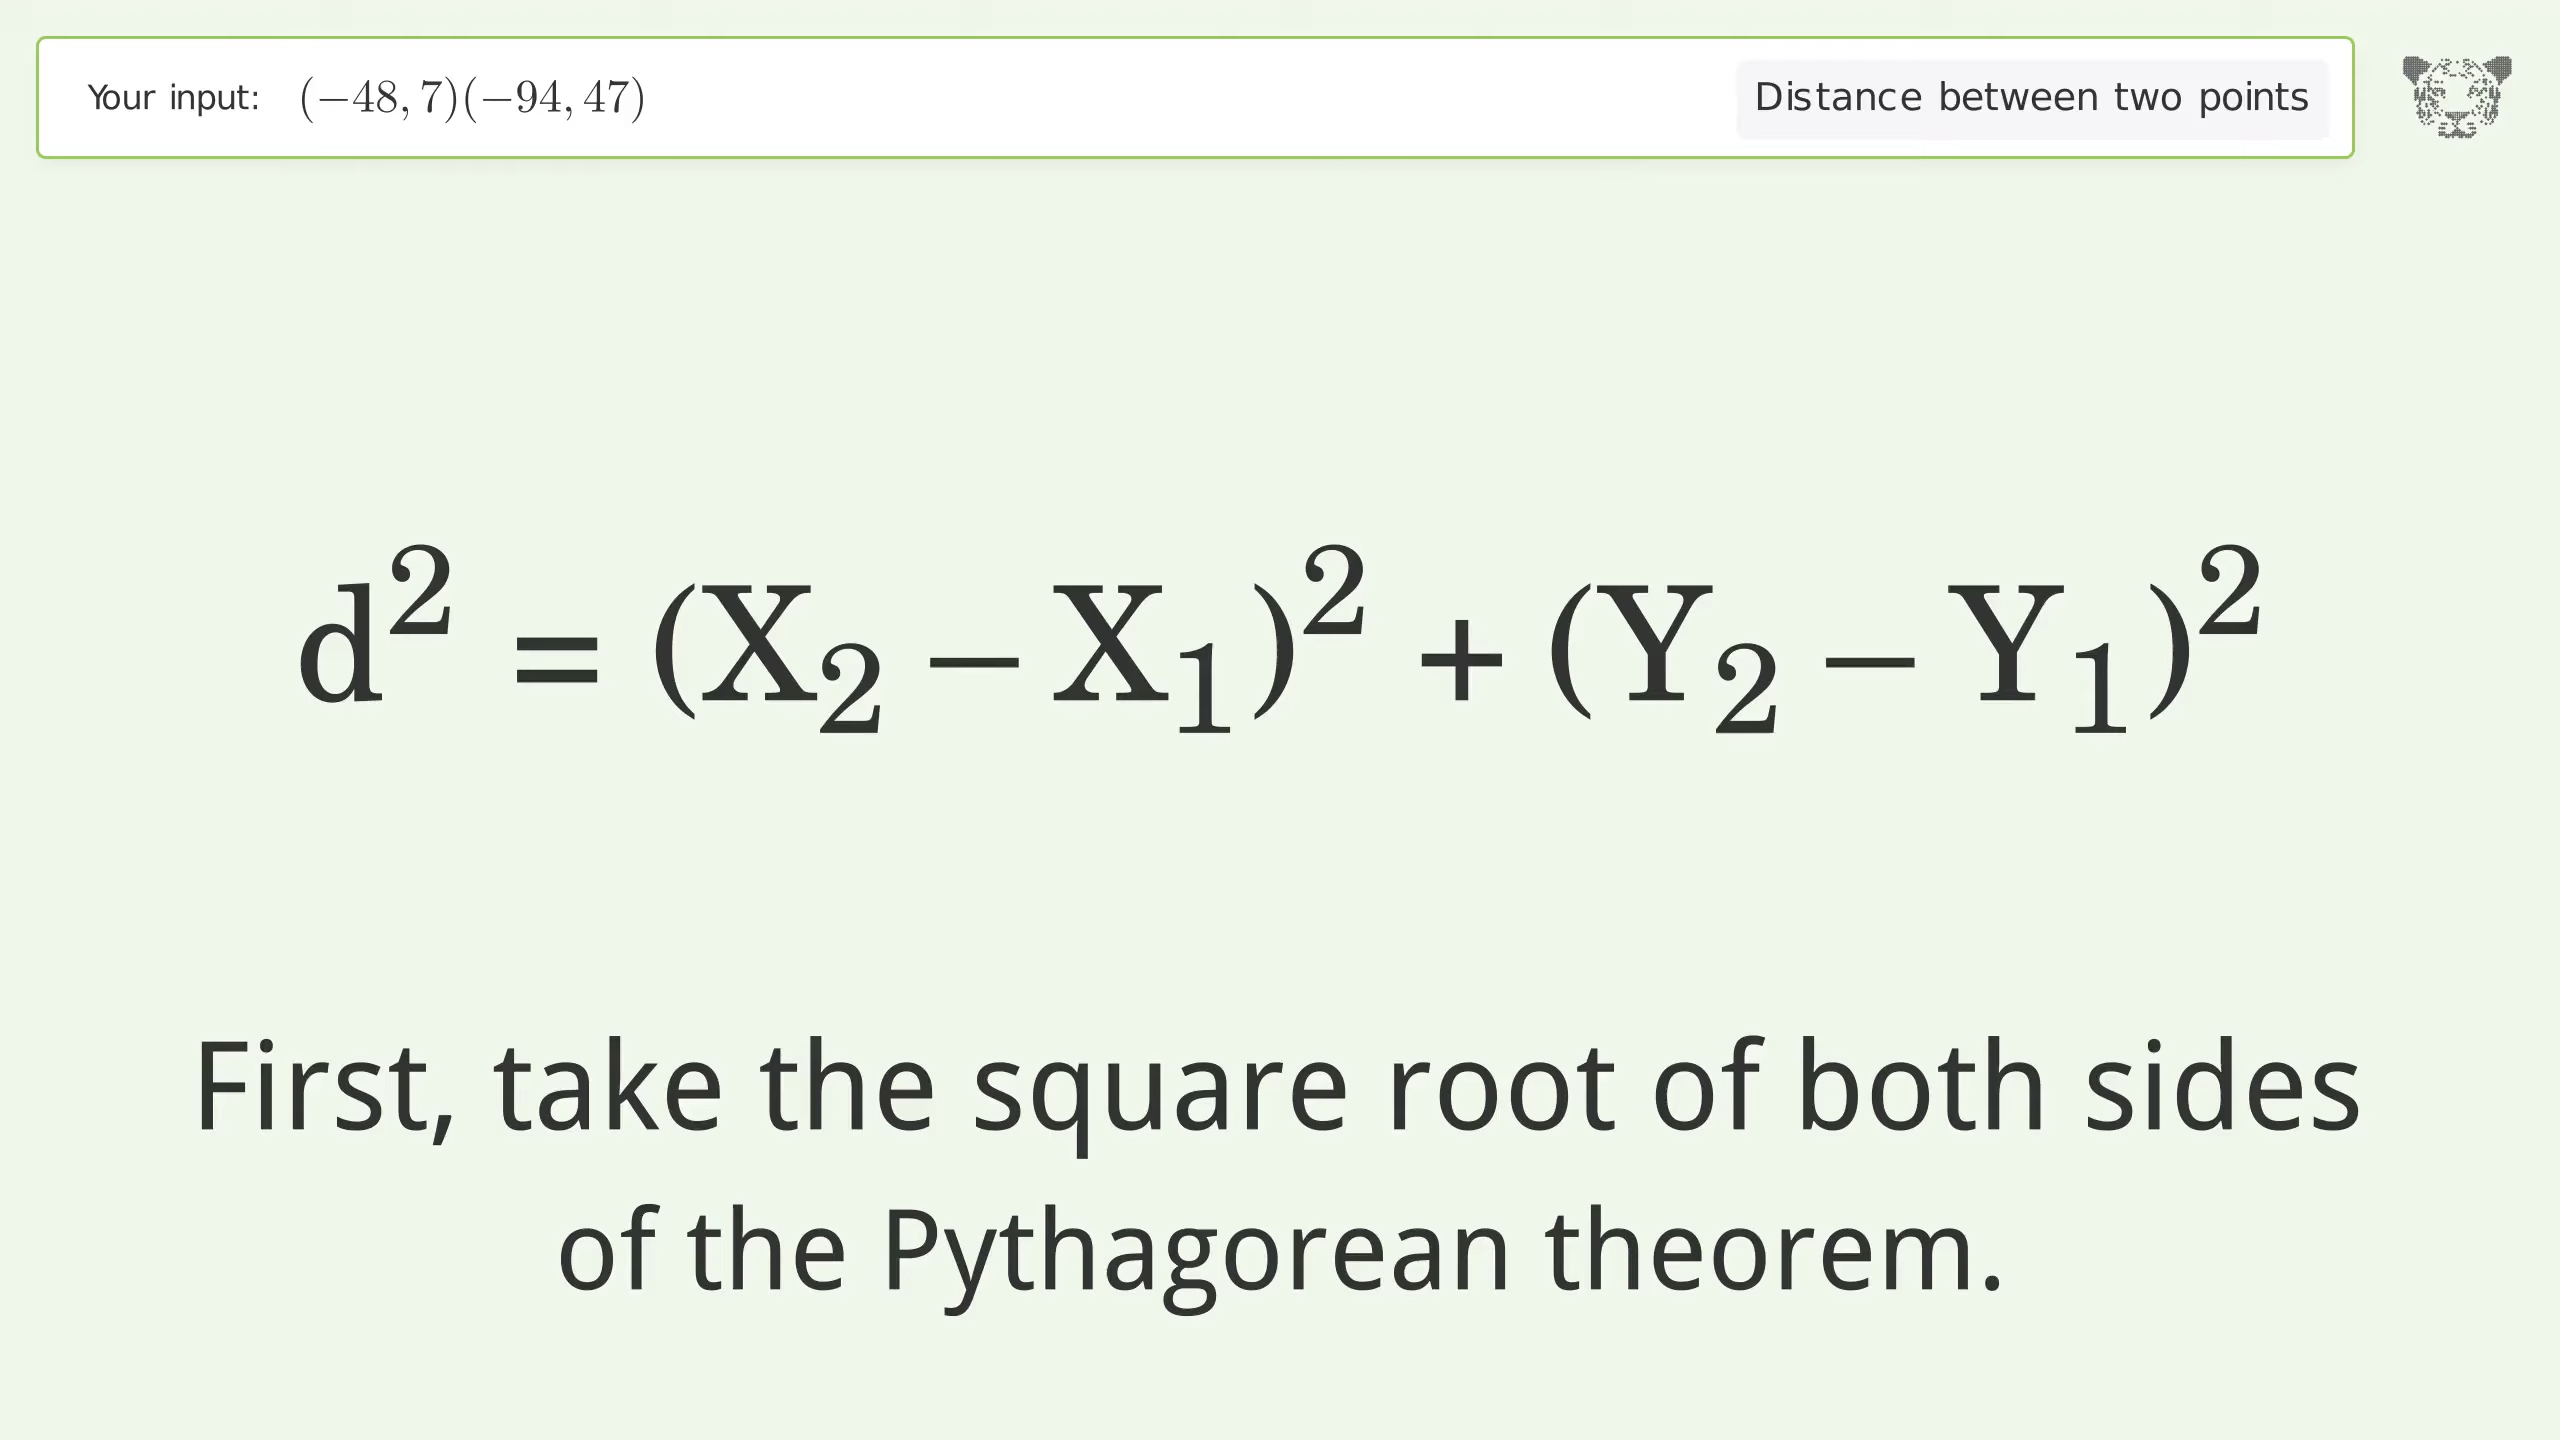 Your input: (−48, 7)(−94, 47) Distance between two points
d² = (X₂ − X₁)² + (Y₂ − Y₁)²
First, take the square root of both sides
of the Pythagorean theorem.